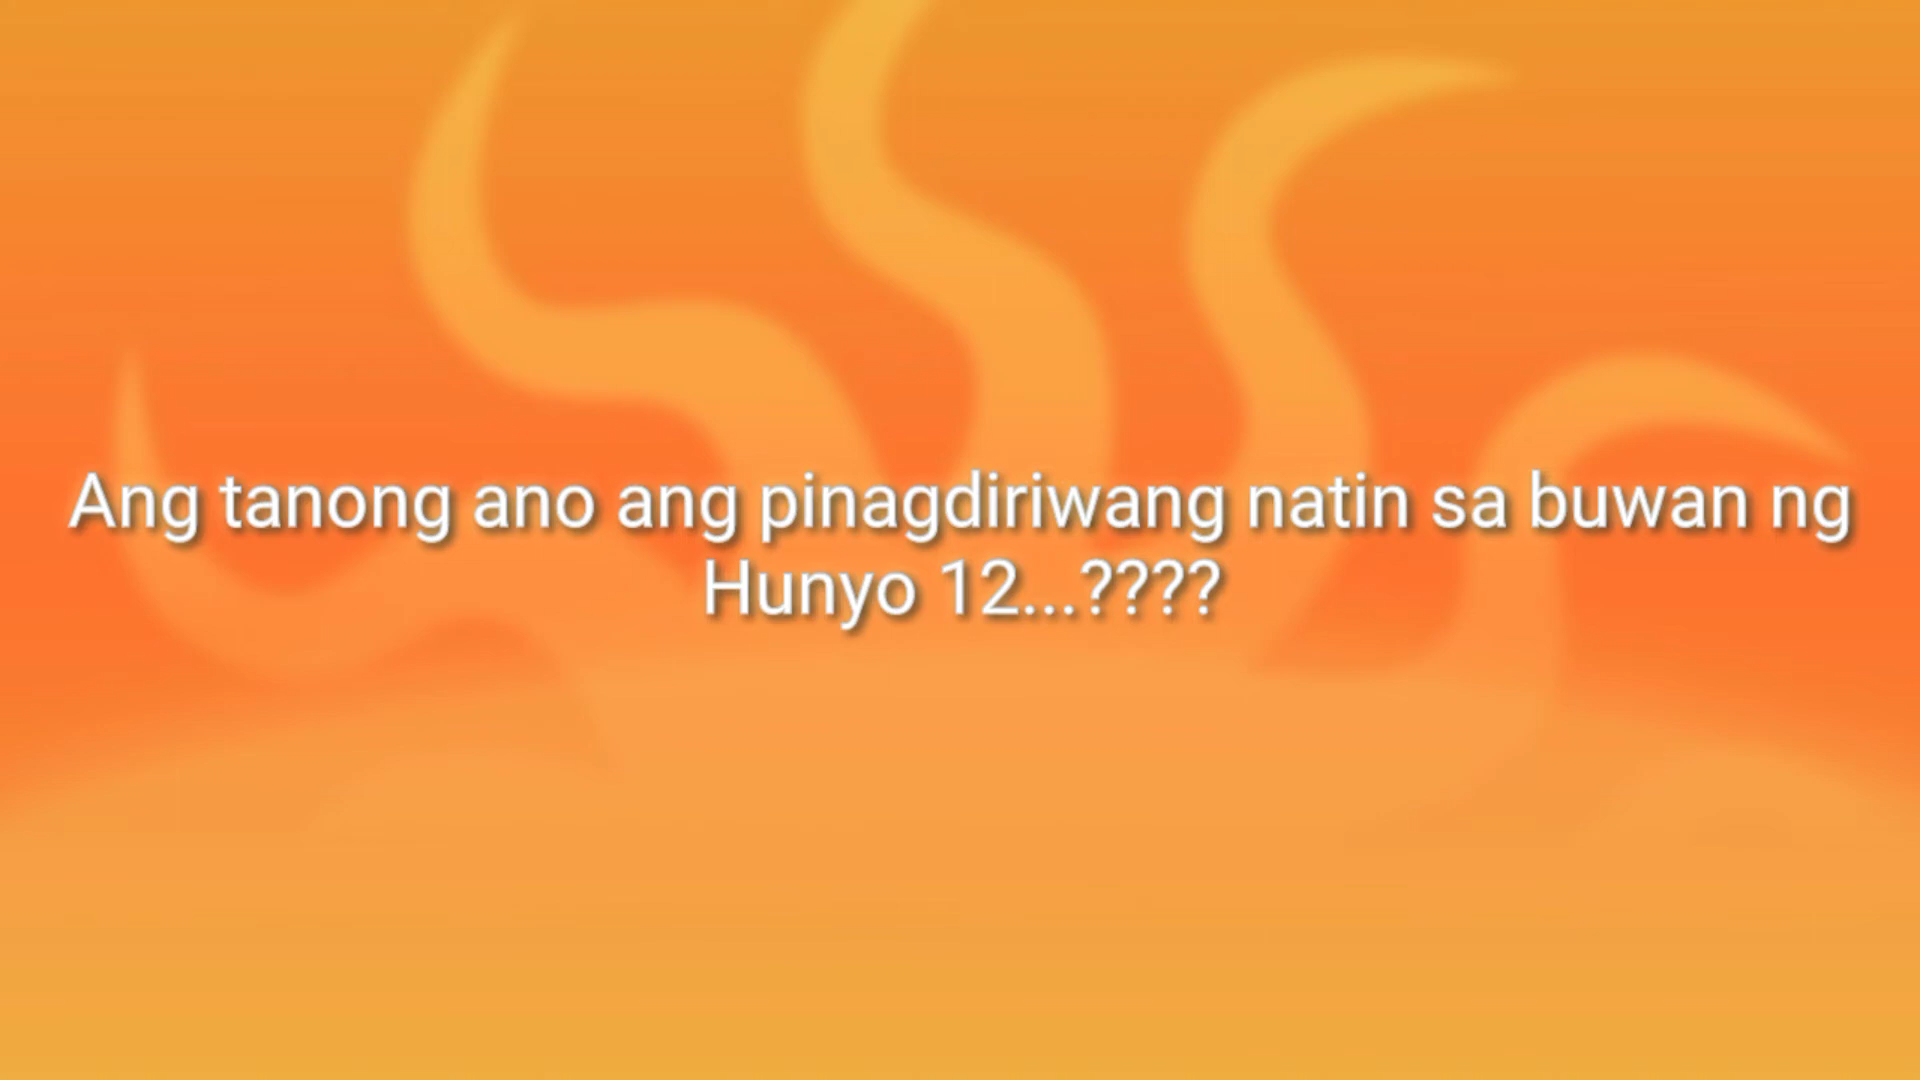 Ang tanong ano ang pinagdiriwang natin sa buwan ng
Hunyo 12...????